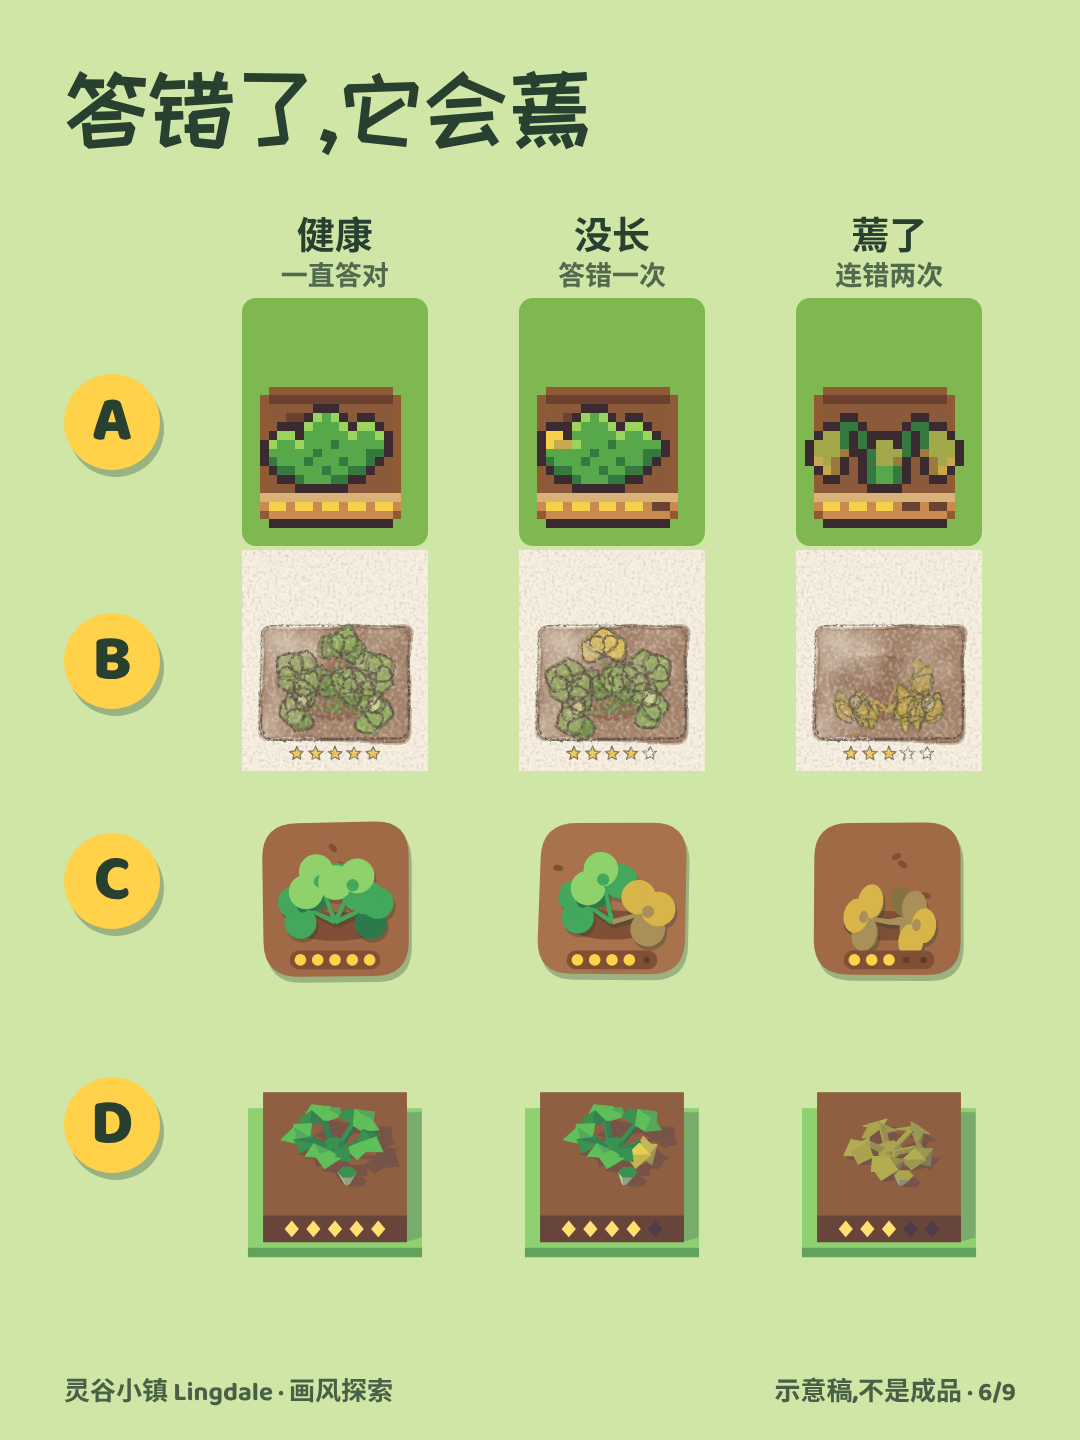 答错了,它会蔫
健康
没长
蔫了
一直答对
答错一次
连错两次
A
B
C
D
灵谷小镇 Lingdale · 画风探索
示意稿,不是成品 · 6/9